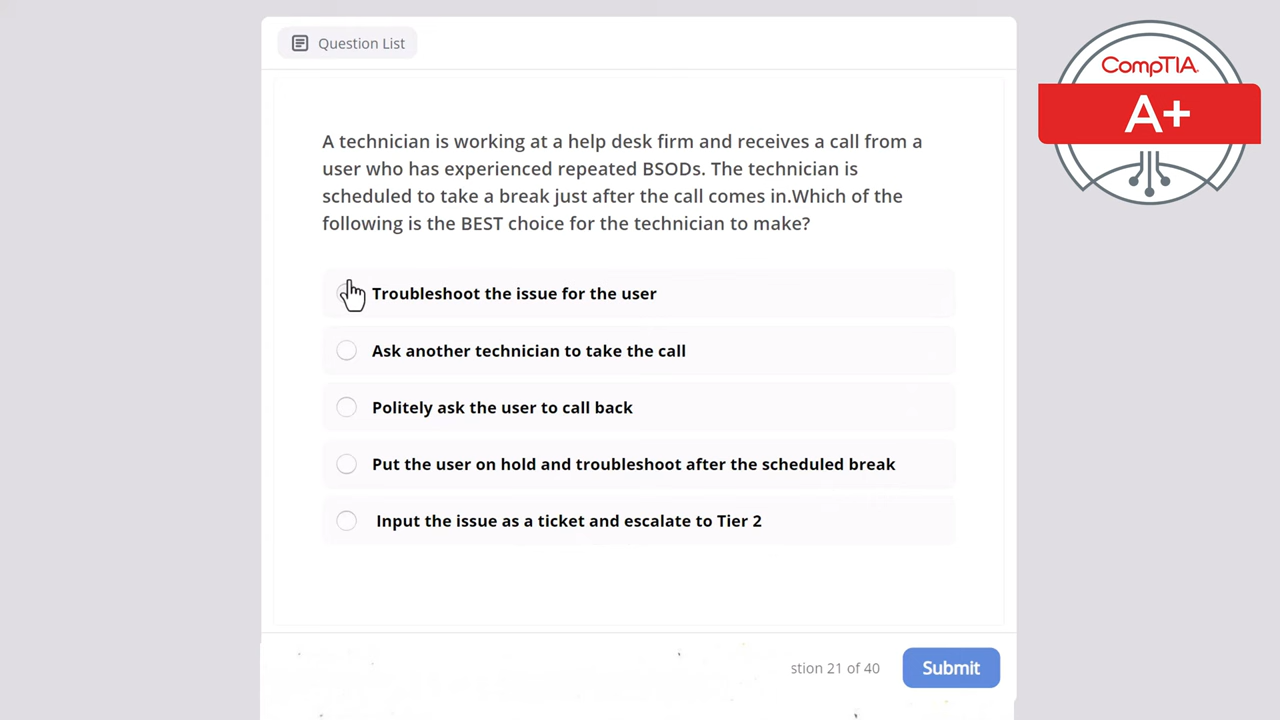 Question List
CompTIA
A+
A technician is working at a help desk firm and receives a call from a
user who has experienced repeated BSODs. The technician is
scheduled to take a break just after the call comes in.Which of the
following is the BEST choice for the technician to make?
Troubleshoot the issue for the user
Ask another technician to take the call
Politely ask the user to call back
Put the user on hold and troubleshoot after the scheduled break
Input the issue as a ticket and escalate to Tier 2
stion 21 of 40
Submit